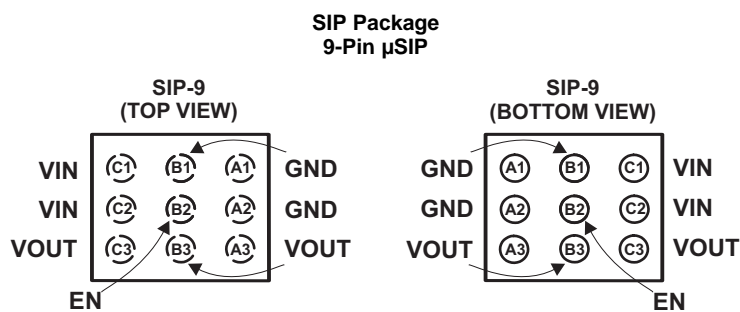 SIP Package
9-Pin µSIP
SIP-9
(TOP VIEW)
VIN C1 B1 A1 GND
VIN C2 B2 A2 GND
VOUT C3 B3 A3 VOUT
EN
SIP-9
(BOTTOM VIEW)
GND A1 B1 C1 VIN
GND A2 B2 C2 VIN
VOUT A3 B3 C3 VOUT
EN